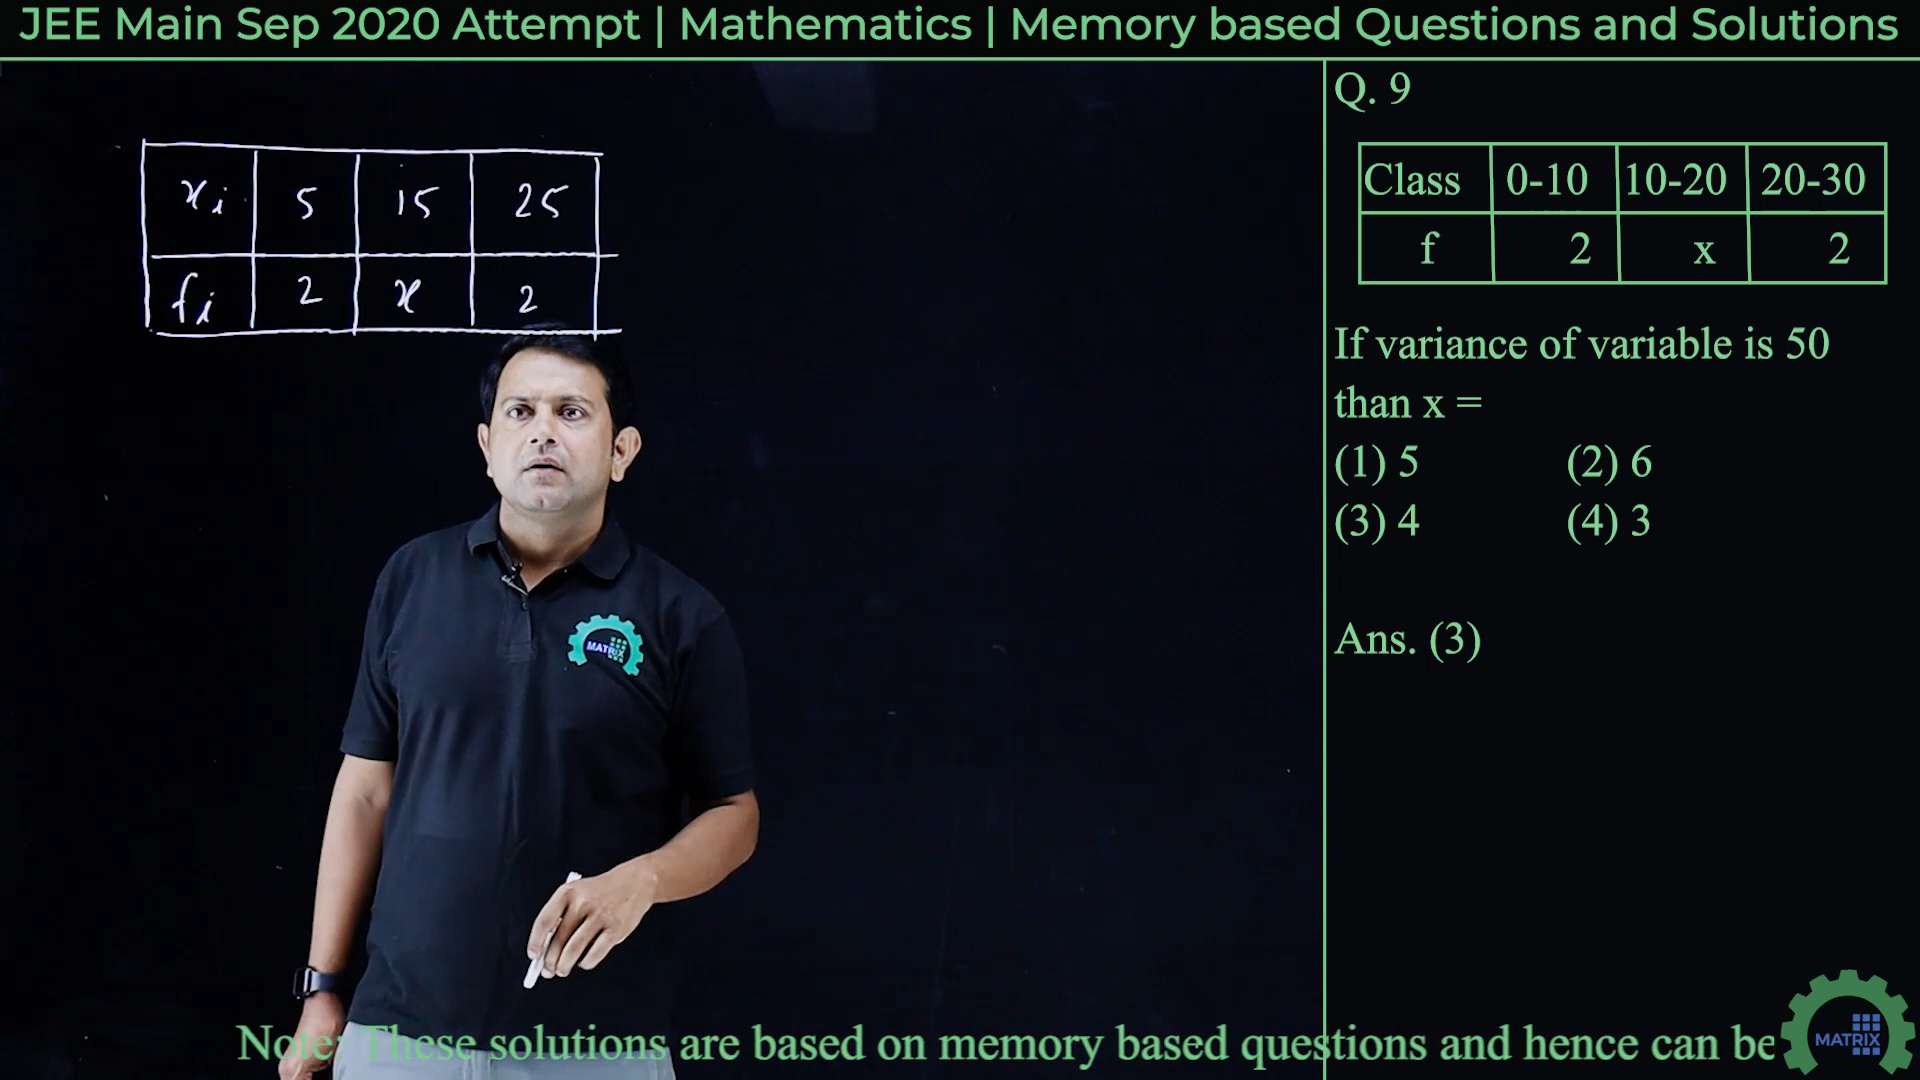 JEE Main Sep 2020 Attempt | Mathematics | Memory based Questions and Solutions
xi 5 15 25
fi 2 x 2
MATRIX
Q. 9
Class 0-10 10-20 20-30
f 2 x 2
If variance of variable is 50
than x =
(1) 5 (2) 6
(3) 4 (4) 3
Ans. (3)
Note: These solutions are based on memory based questions and hence can be
MATRIX